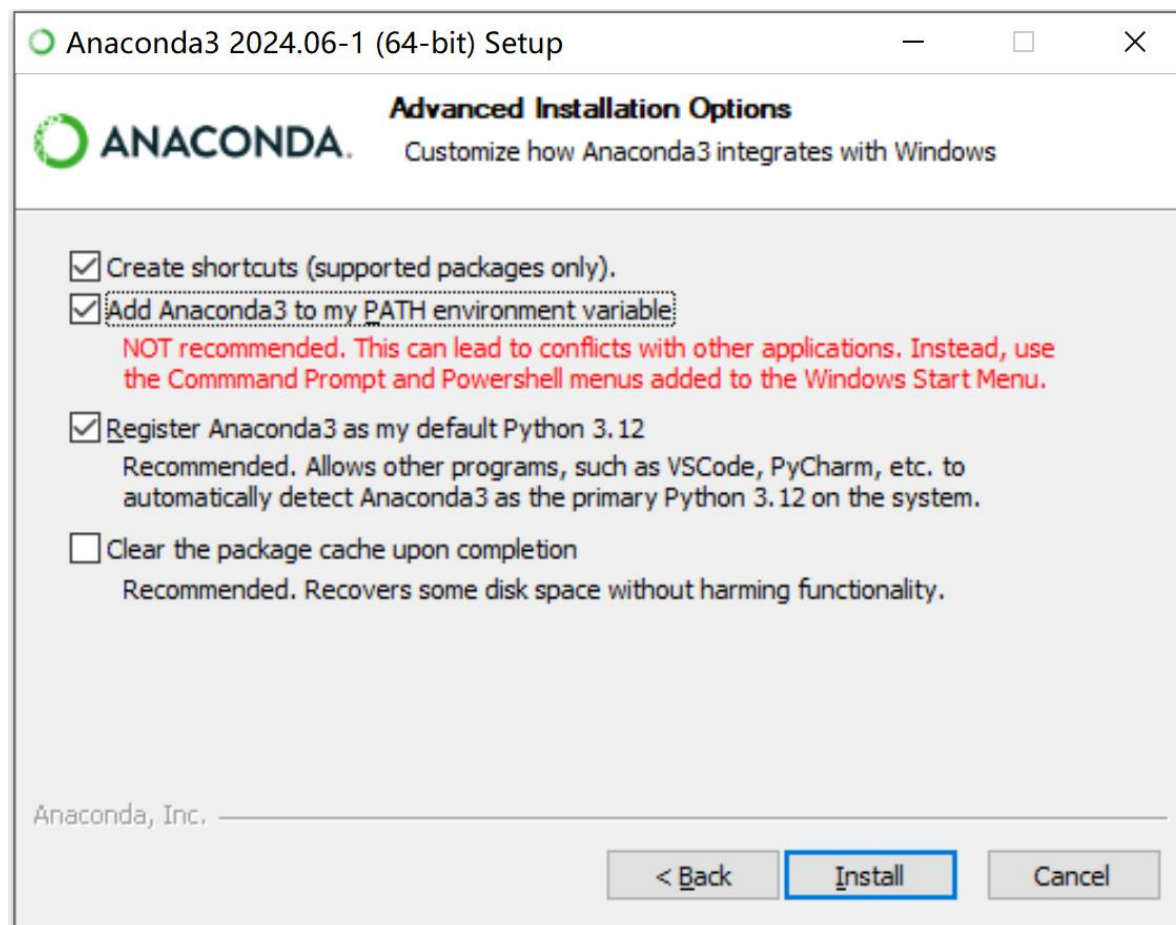 Anaconda3 2024.06-1 (64-bit) Setup
ANACONDA.
Advanced Installation Options
Customize how Anaconda3 integrates with Windows
Create shortcuts (supported packages only).
Add Anaconda3 to my PATH environment variable
NOT recommended. This can lead to conflicts with other applications. Instead, use
the Commmand Prompt and Powershell menus added to the Windows Start Menu.
Register Anaconda3 as my default Python 3.12
Recommended. Allows other programs, such as VSCode, PyCharm, etc. to
automatically detect Anaconda3 as the primary Python 3.12 on the system.
Clear the package cache upon completion
Recommended. Recovers some disk space without harming functionality.
Anaconda, Inc.
< Back
Install
Cancel